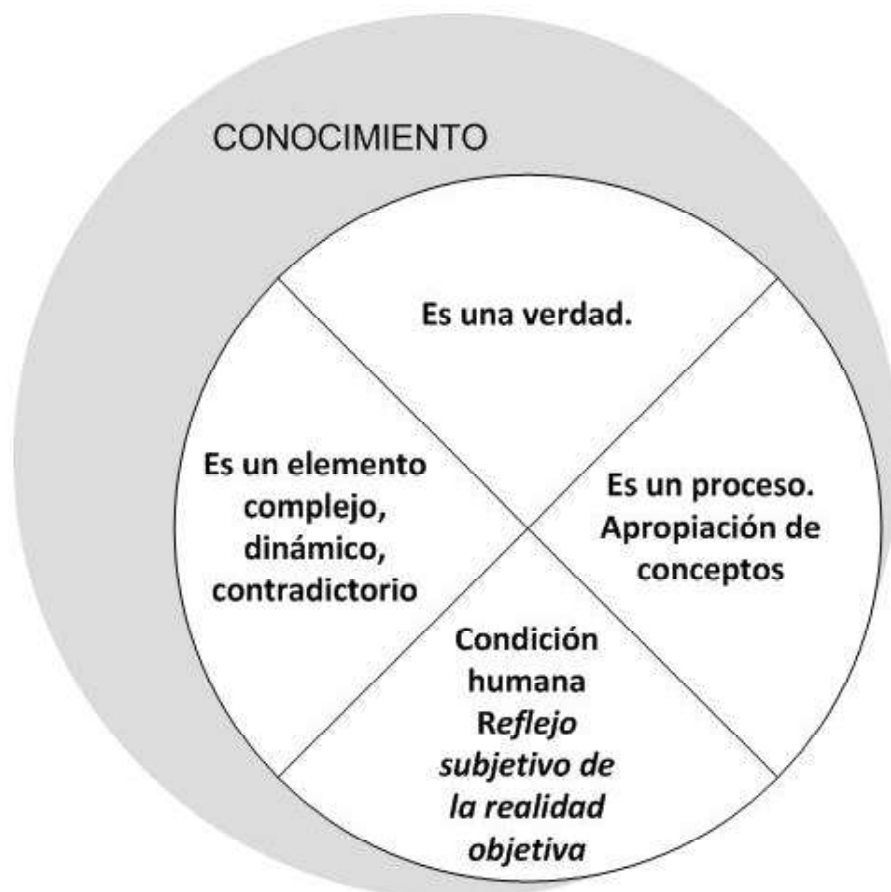 CONOCIMIENTO
Es una verdad.
Es un elemento
complejo,
dinámico,
contradictorio
Es un proceso.
Apropiación de
conceptos
Condición
humana
Reflejo
subjetivo de
la realidad
objetiva